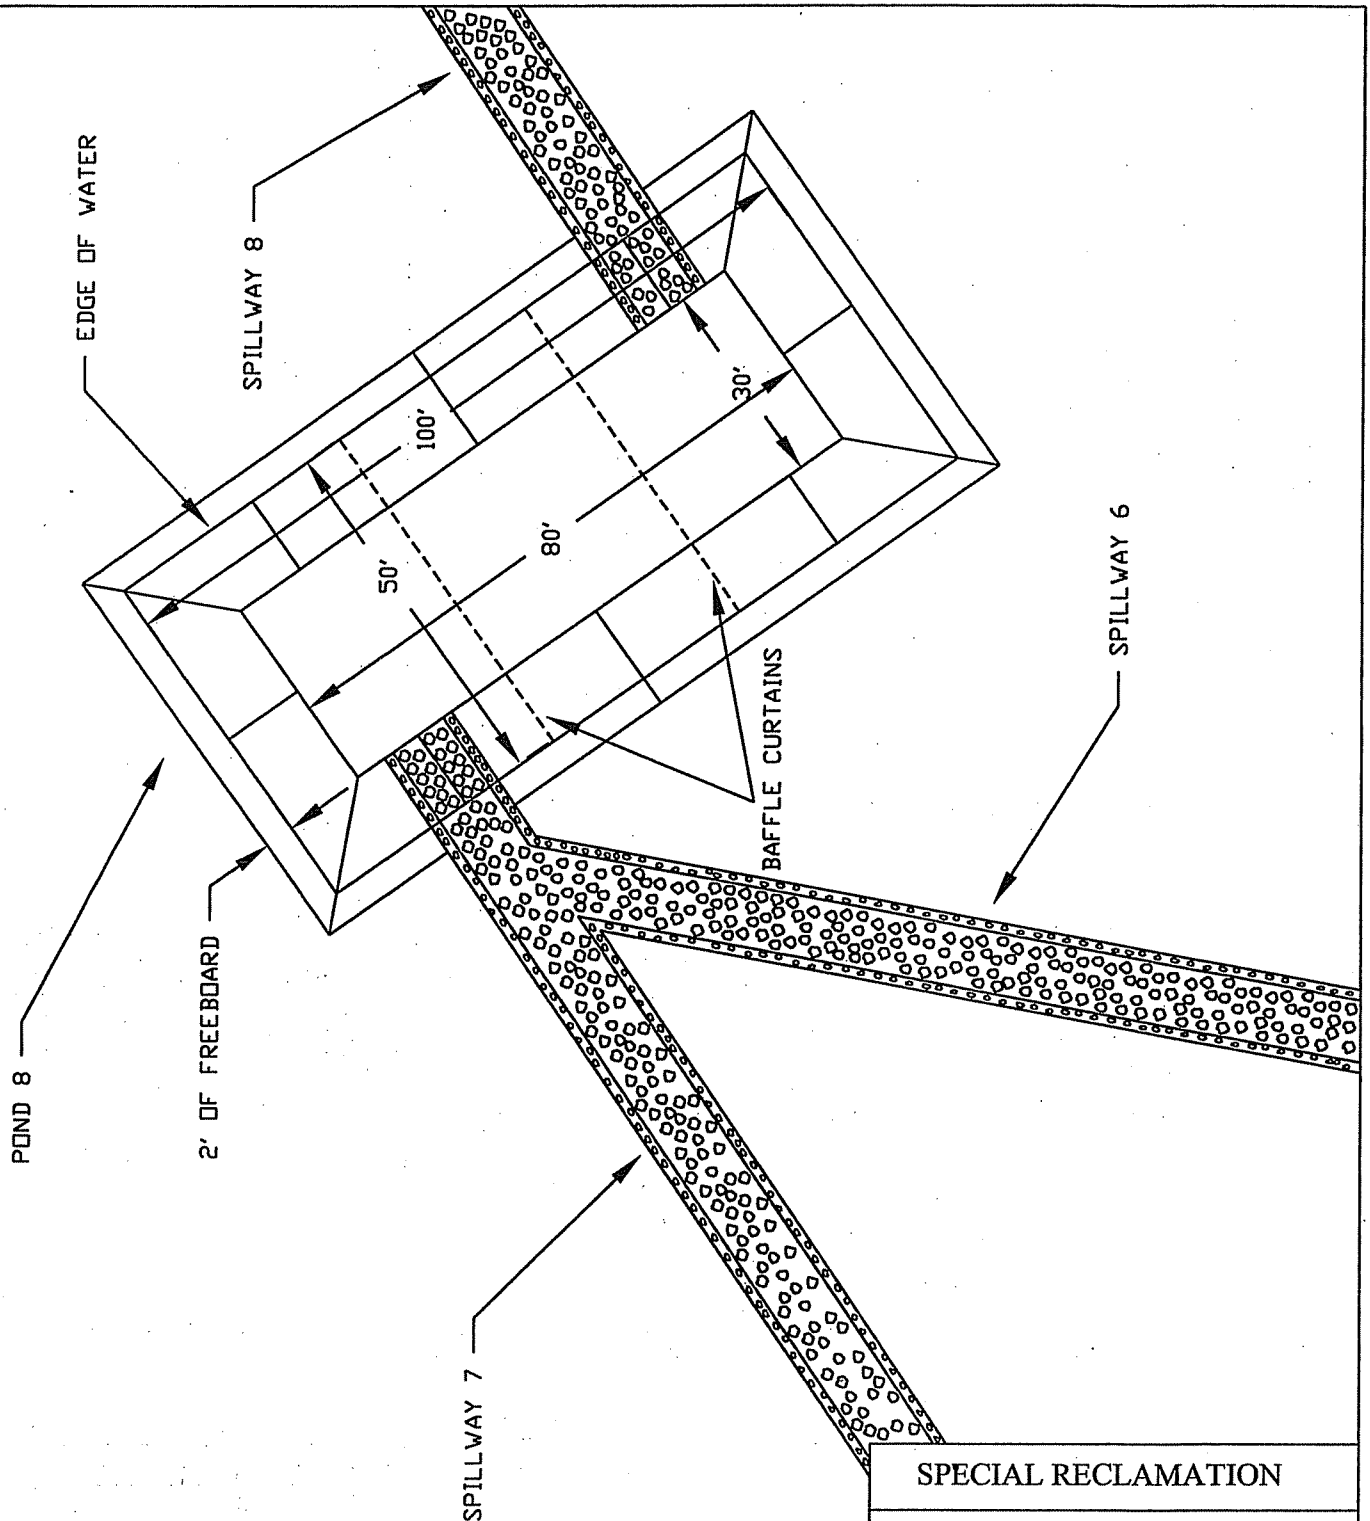 POND 8
2' OF FREEBOARD
EDGE OF WATER
SPILLWAY 8
100'
50'
80'
30'
BAFFLE CURTAINS
SPILLWAY 6
SPILLWAY 7
SPECIAL RECLAMATION